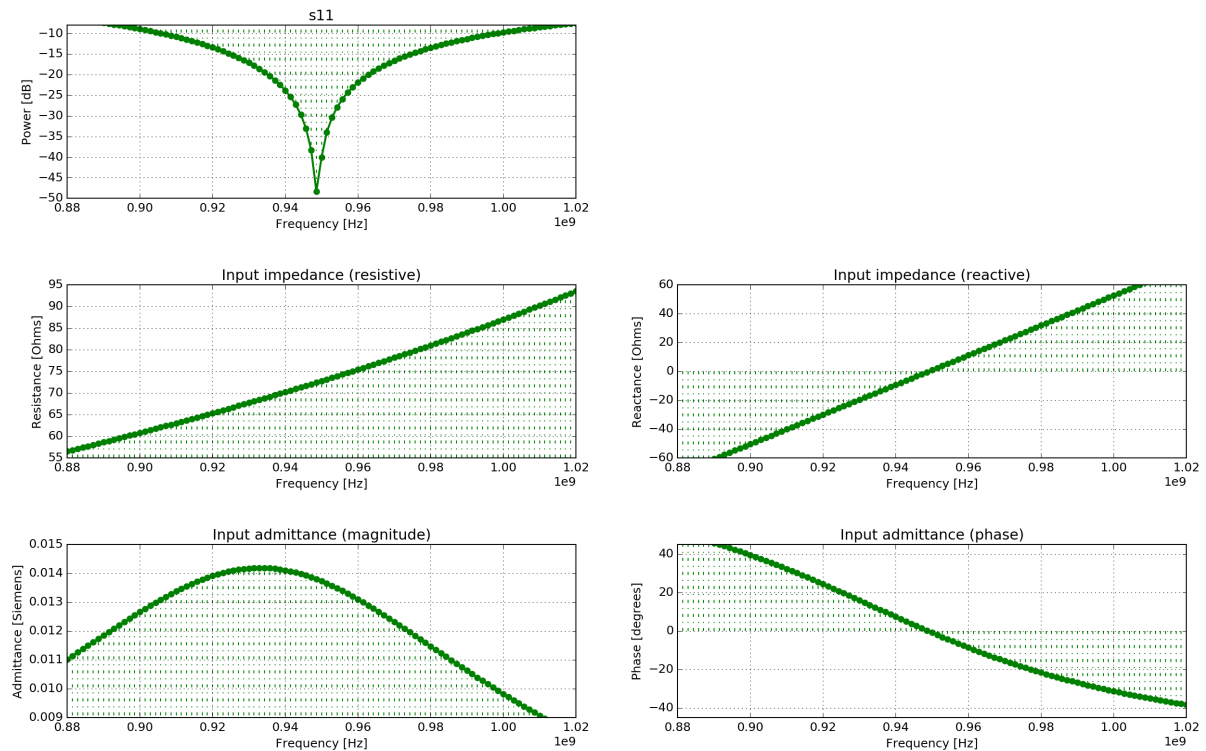 s11
−10
−15
−20
−25
−30
−35
−40
−45
−50
Power [dB]
0.88 0.90 0.92 0.94 0.96 0.98 1.00 1.02
Frequency [Hz]
1e9
Input impedance (resistive)
95
90
85
80
75
70
65
60
55
Resistance [Ohms]
0.88 0.90 0.92 0.94 0.96 0.98 1.00 1.02
Frequency [Hz]
1e9
Input impedance (reactive)
60
40
20
0
−20
−40
−60
Reactance [Ohms]
0.88 0.90 0.92 0.94 0.96 0.98 1.00 1.02
Frequency [Hz]
1e9
Input admittance (magnitude)
0.015
0.014
0.013
0.012
0.011
0.010
0.009
Admittance [Siemens]
0.88 0.90 0.92 0.94 0.96 0.98 1.00 1.02
Frequency [Hz]
1e9
Input admittance (phase)
40
20
0
−20
−40
Phase [degrees]
0.88 0.90 0.92 0.94 0.96 0.98 1.00 1.02
Frequency [Hz]
1e9